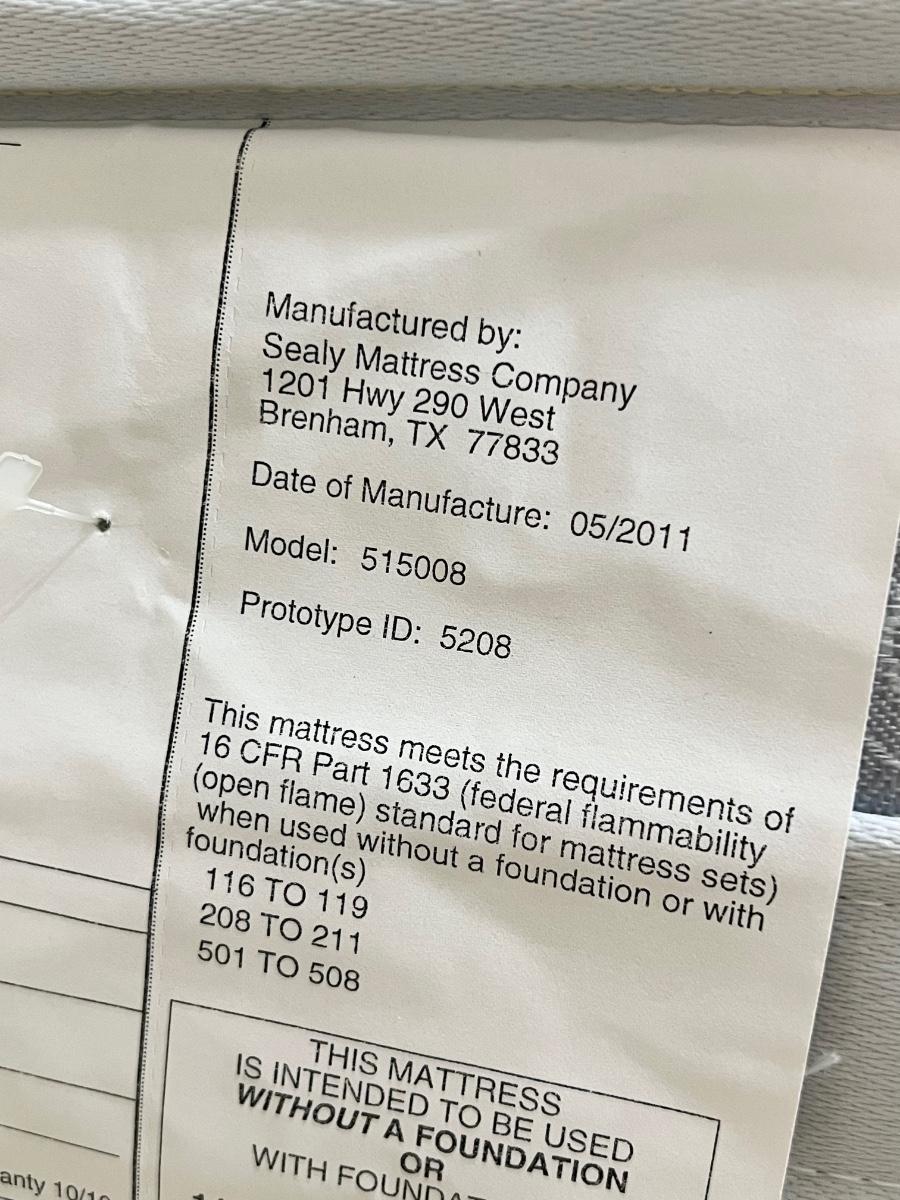 Manufactured by:
Sealy Mattress Company
1201 Hwy 290 West
Brenham, TX 77833
Date of Manufacture: 05/2011
Model: 515008
Prototype ID: 5208
This mattress meets the requirements of
16 CFR Part 1633 (federal flammability
(open flame) standard for mattress sets)
when used without a foundation or with
foundation(s)
116 TO 119
208 TO 211
501 TO 508
THIS MATTRESS
IS INTENDED TO BE USED
WITHOUT A FOUNDATION
OR
WITH